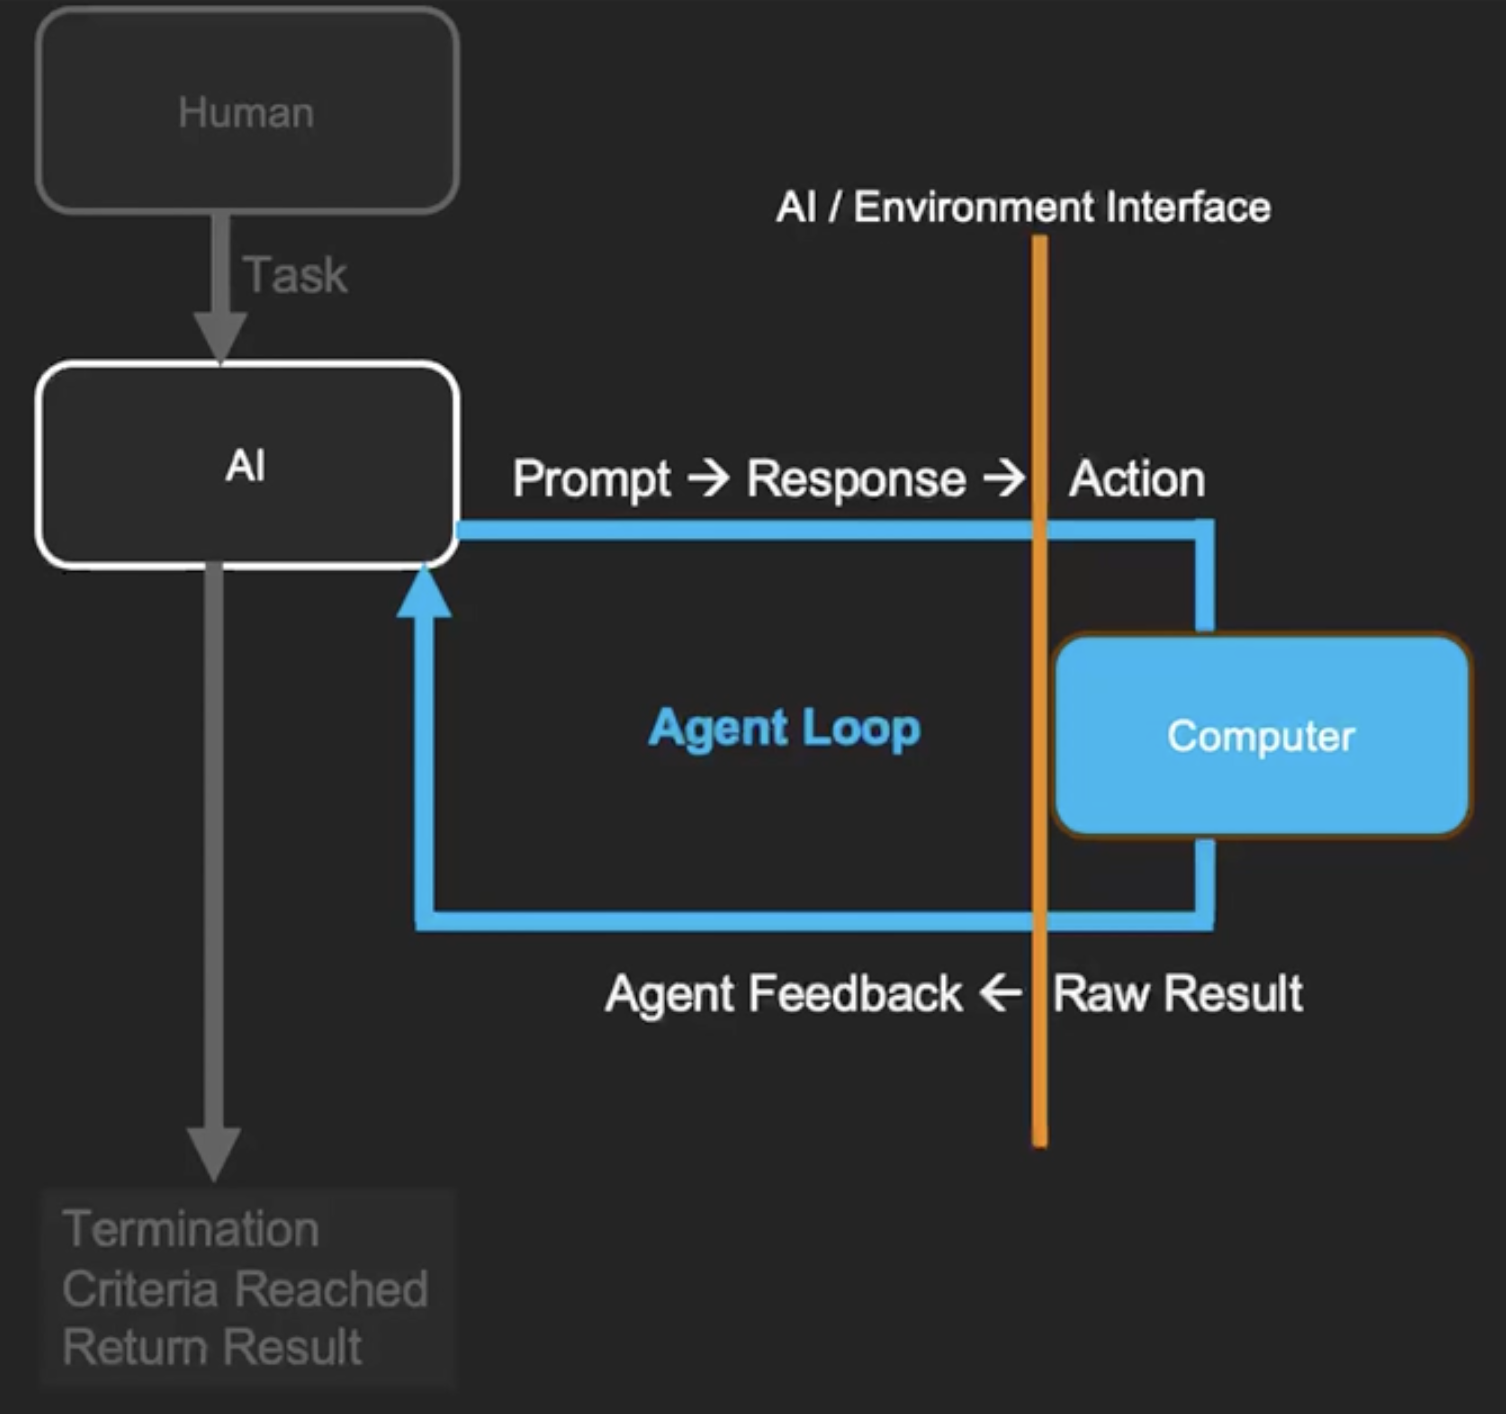 Human
Task
AI / Environment Interface
AI
Prompt → Response → Action
Agent Loop
Computer
Agent Feedback ← Raw Result
Termination
Criteria Reached
Return Result